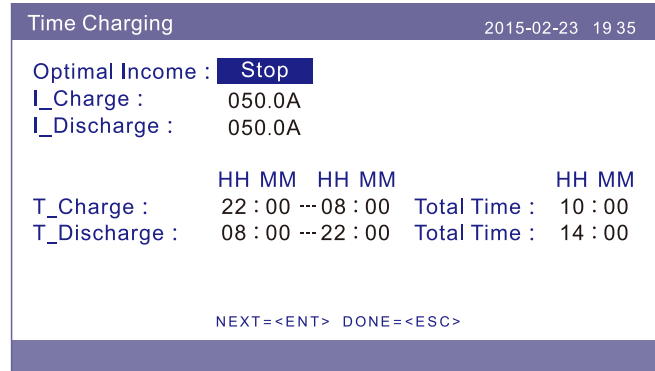 Time Charging 2015-02-23 19 35
Optimal Income : Stop
I_Charge : 050.0A
I_Discharge : 050.0A
HH MM HH MM HH MM
T_Charge : 22 : 00 --- 08 : 00 Total Time : 10 : 00
T_Discharge : 08 : 00 --- 22 : 00 Total Time : 14 : 00
NEXT=<ENT> DONE=<ESC>